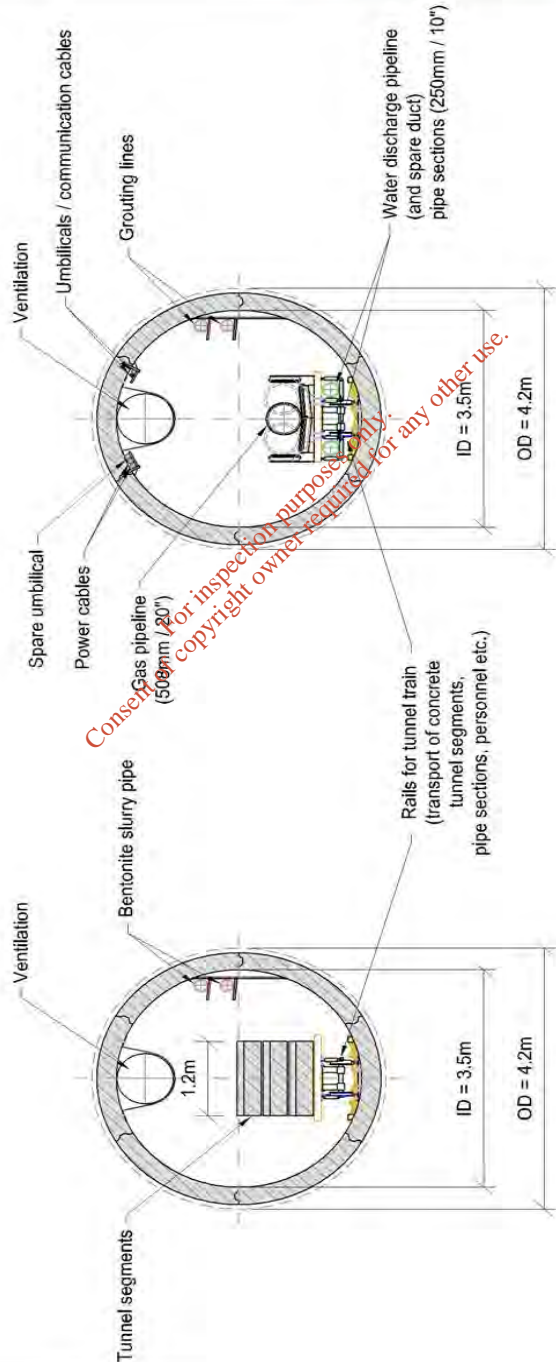 Tunnel segments
Ventilation
Bentonite slurry pipe
1.2m
ID = 3.5m
OD = 4.2m
Rails for tunnel train
(transport of concrete
tunnel segments,
pipe sections, personnel etc.)
Spare umbilical
Power cables
Gas pipeline
(508mm / 20")
Ventilation
Umbilicals / communication cables
Grouting lines
Water discharge pipeline
(and spare duct)
pipe sections (250mm / 10")
ID = 3.5m
OD = 4.2m
For inspection purposes only.
Consent of copyright owner required for any other use.